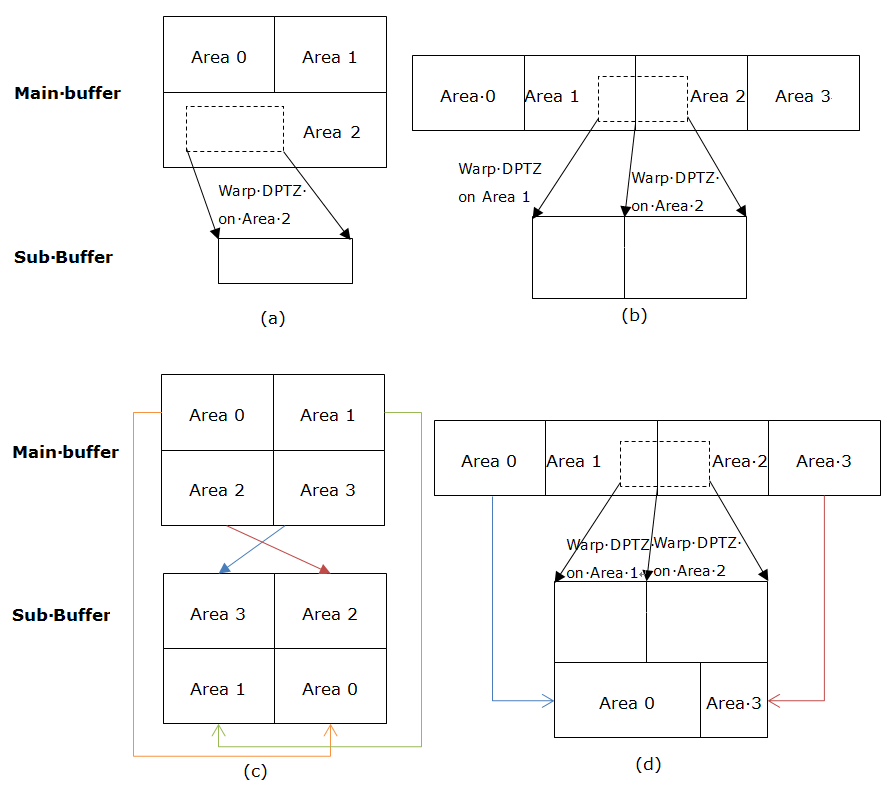 Area 0
Area 1
Main·buffer
Area 2
Warp·DPTZ·
on·Area·2
Sub·Buffer
(a)
Area·0
Area 1
Area 2
Area 3
Warp·DPTZ
on Area 1
Warp·DPTZ·
on·Area·2
(b)
Area 0
Area 1
Main·buffer
Area 2
Area 3
Sub·Buffer
Area 3
Area 2
Area 1
Area 0
(c)
Area 0
Area 1
Area·2
Area·3
Warp·DPTZ·
on·Area·1
Warp·DPTZ·
on·Area·2
Area 0
Area·3
(d)